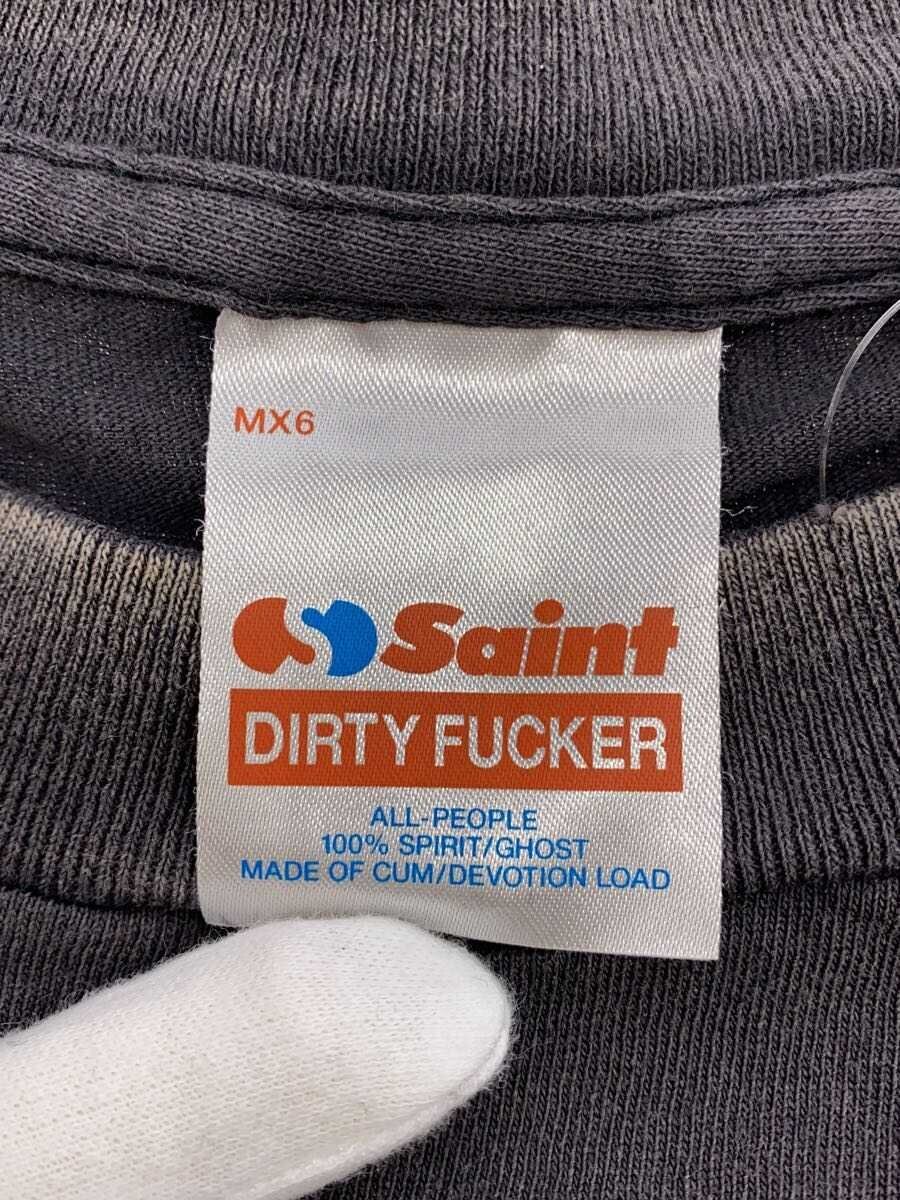 MX6
Saint
DIRTY FUCKER
ALL-PEOPLE
100% SPIRIT/GHOST
MADE OF CUM/DEVOTION LOAD